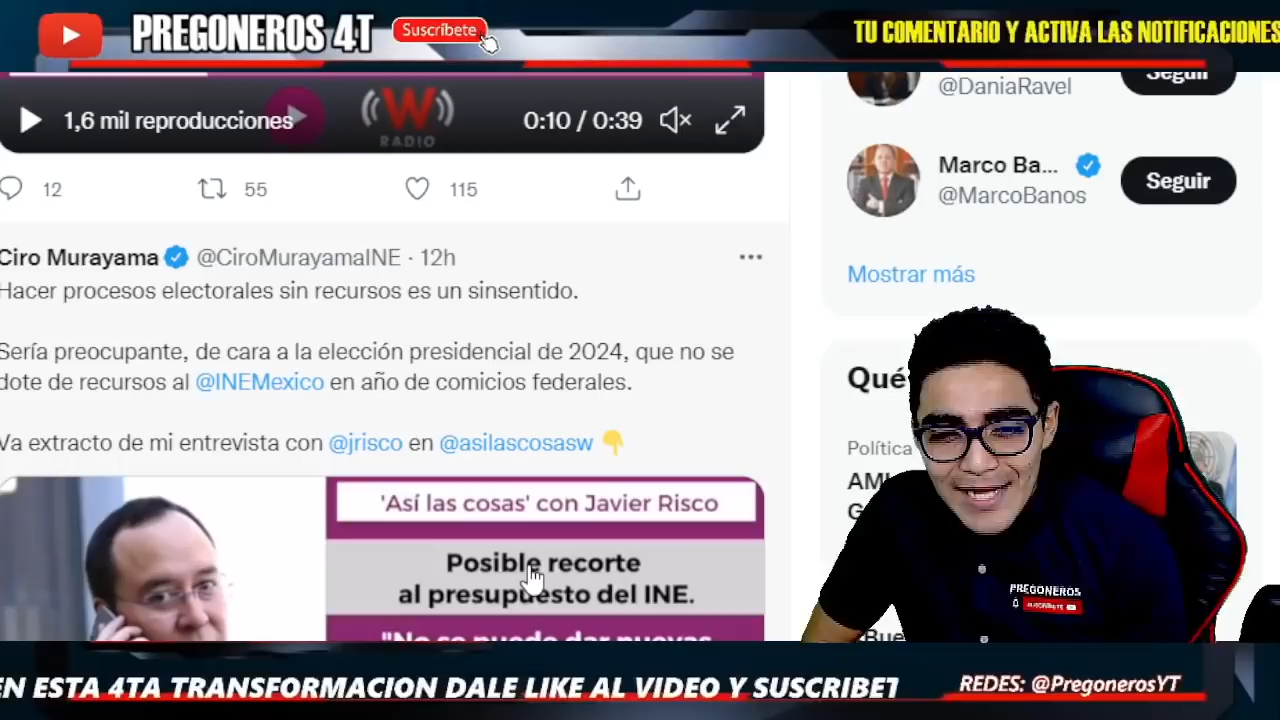 PREGONEROS 4T
Suscríbete
TU COMENTARIO Y ACTIVA LAS NOTIFICACIONES
1,6 mil reproducciones
W
RADIO
0:10 / 0:39
12
55
115
@DaniaRavel
Seguir
Marco Ba...
@MarcoBanos
Seguir
Mostrar más
Ciro Murayama @CiroMurayamaINE · 12h
Hacer procesos electorales sin recursos es un sinsentido.
Sería preocupante, de cara a la elección presidencial de 2024, que no se
dote de recursos al @INEMexico en año de comicios federales.
Va extracto de mi entrevista con @jrisco en @asilascosasw
'Así las cosas' con Javier Risco
Posible recorte
al presupuesto del INE.
"No se puede dar nuevas
Qué
Política
PREGONEROS
SUSCRÍBETE
EN ESTA 4TA TRANSFORMACION DALE LIKE AL VIDEO Y SUSCRIBET
REDES: @PregonerosYT